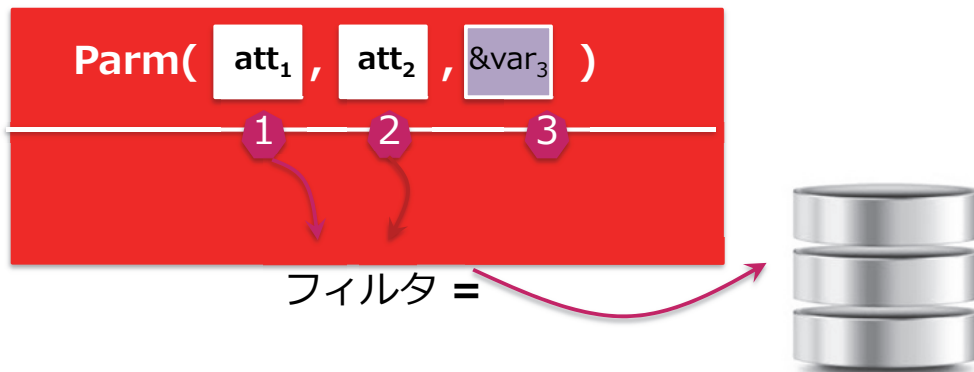 Parm( att₁ , att₂ , &var₃ )
1 2 3
フィルタ =